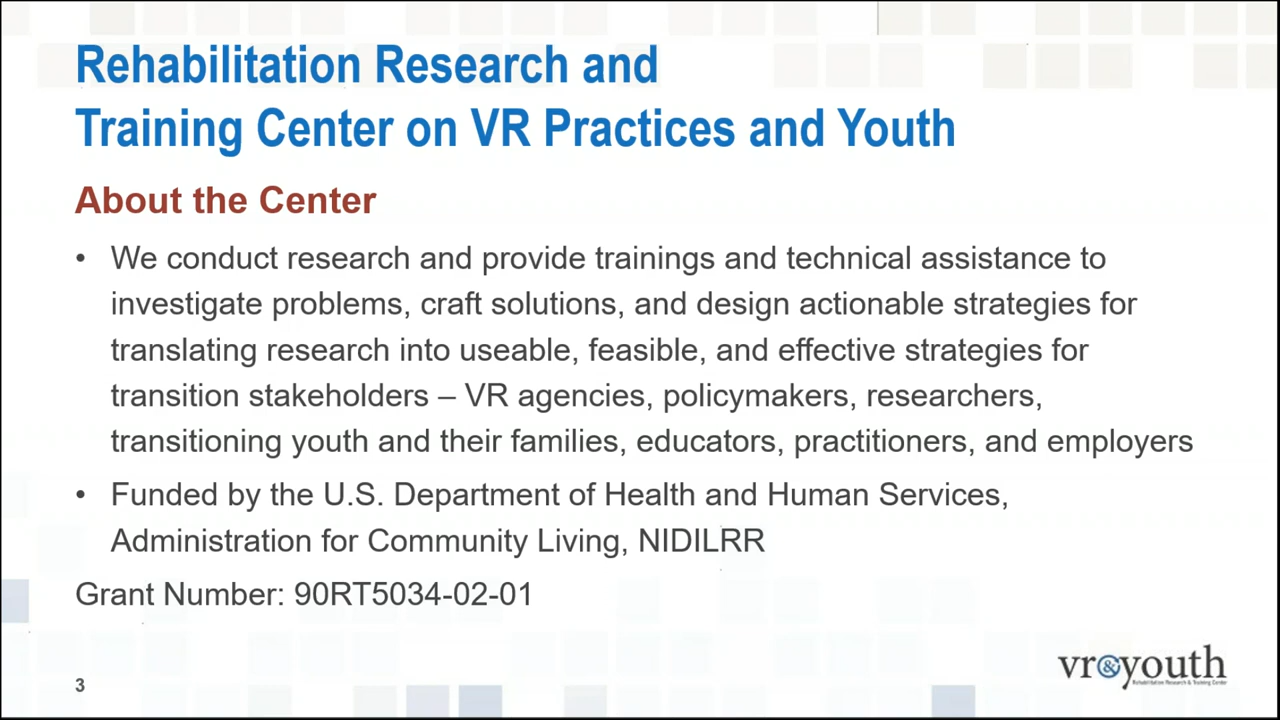 Rehabilitation Research and
Training Center on VR Practices and Youth
About the Center
• We conduct research and provide trainings and technical assistance to
investigate problems, craft solutions, and design actionable strategies for
translating research into useable, feasible, and effective strategies for
transition stakeholders – VR agencies, policymakers, researchers,
transitioning youth and their families, educators, practitioners, and employers
• Funded by the U.S. Department of Health and Human Services,
Administration for Community Living, NIDILRR
Grant Number: 90RT5034-02-01
vr&youth
Rehabilitation Research & Training Center
3